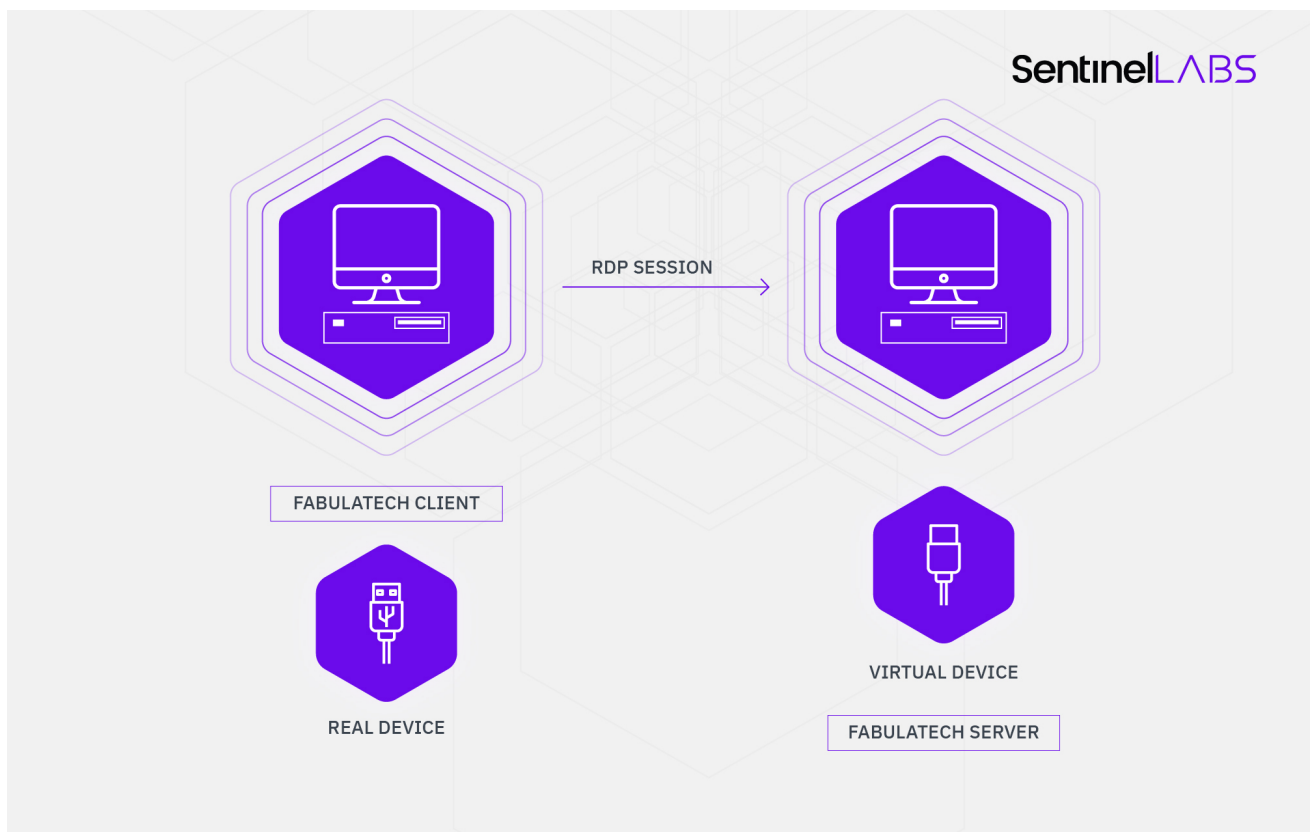 SentinelLABS
RDP SESSION
FABULATECH CLIENT
REAL DEVICE
VIRTUAL DEVICE
FABULATECH SERVER